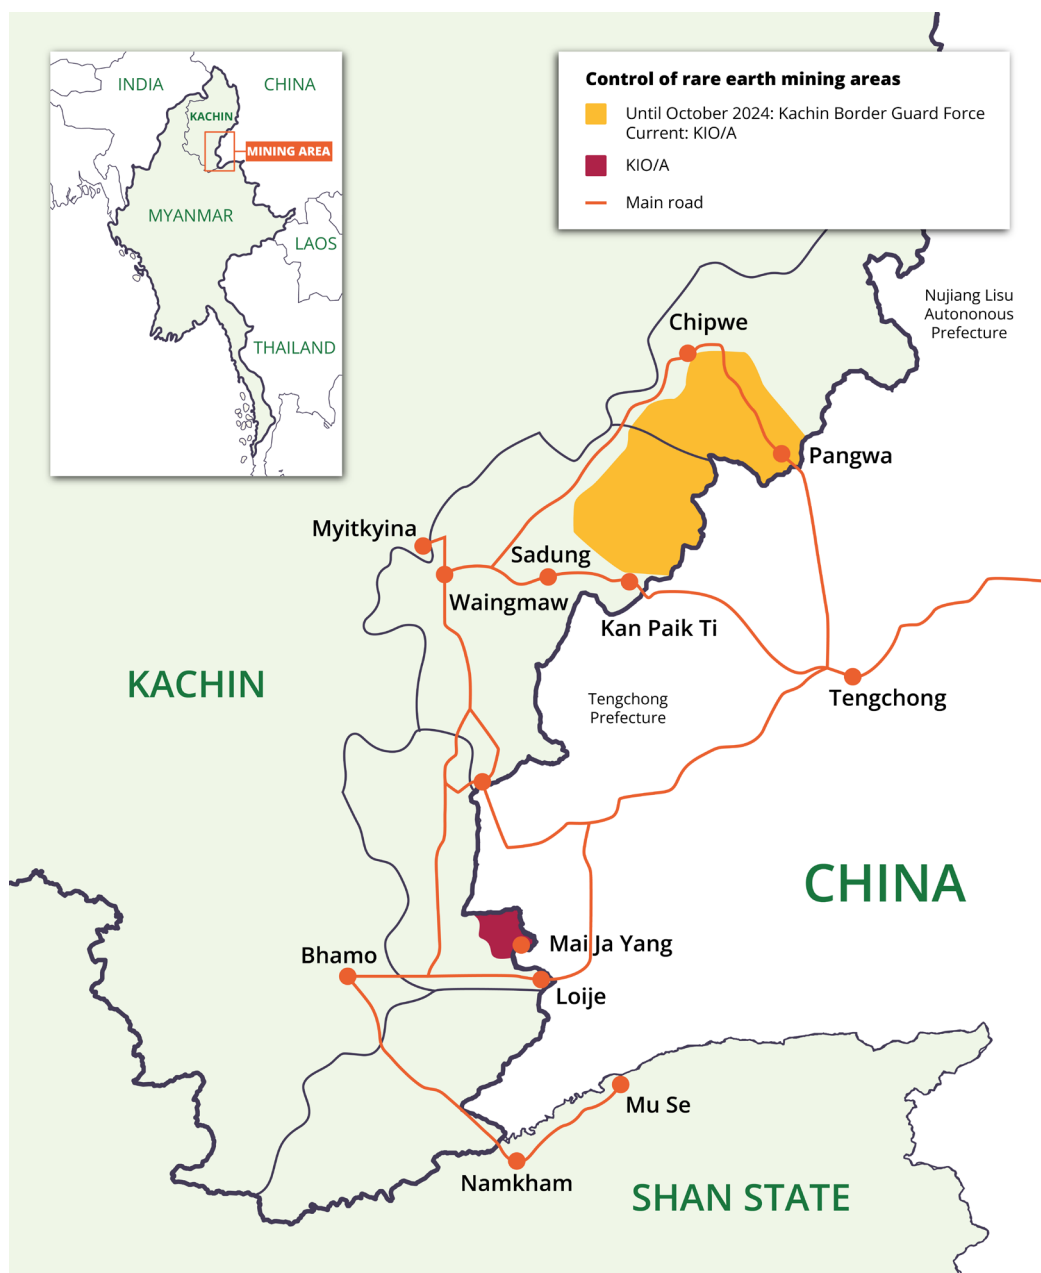 INDIA
CHINA
KACHIN
MINING AREA
MYANMAR
LAOS
THAILAND
Control of rare earth mining areas
Until October 2024: Kachin Border Guard Force
Current: KIO/A
KIO/A
Main road
Nujiang Lisu
Autononous
Prefecture
Chipwe
Pangwa
Myitkyina
Sadung
Waingmaw
Kan Paik Ti
KACHIN
Tengchong
Prefecture
Tengchong
CHINA
Mai Ja Yang
Bhamo
Loije
Mu Se
Namkham
SHAN STATE